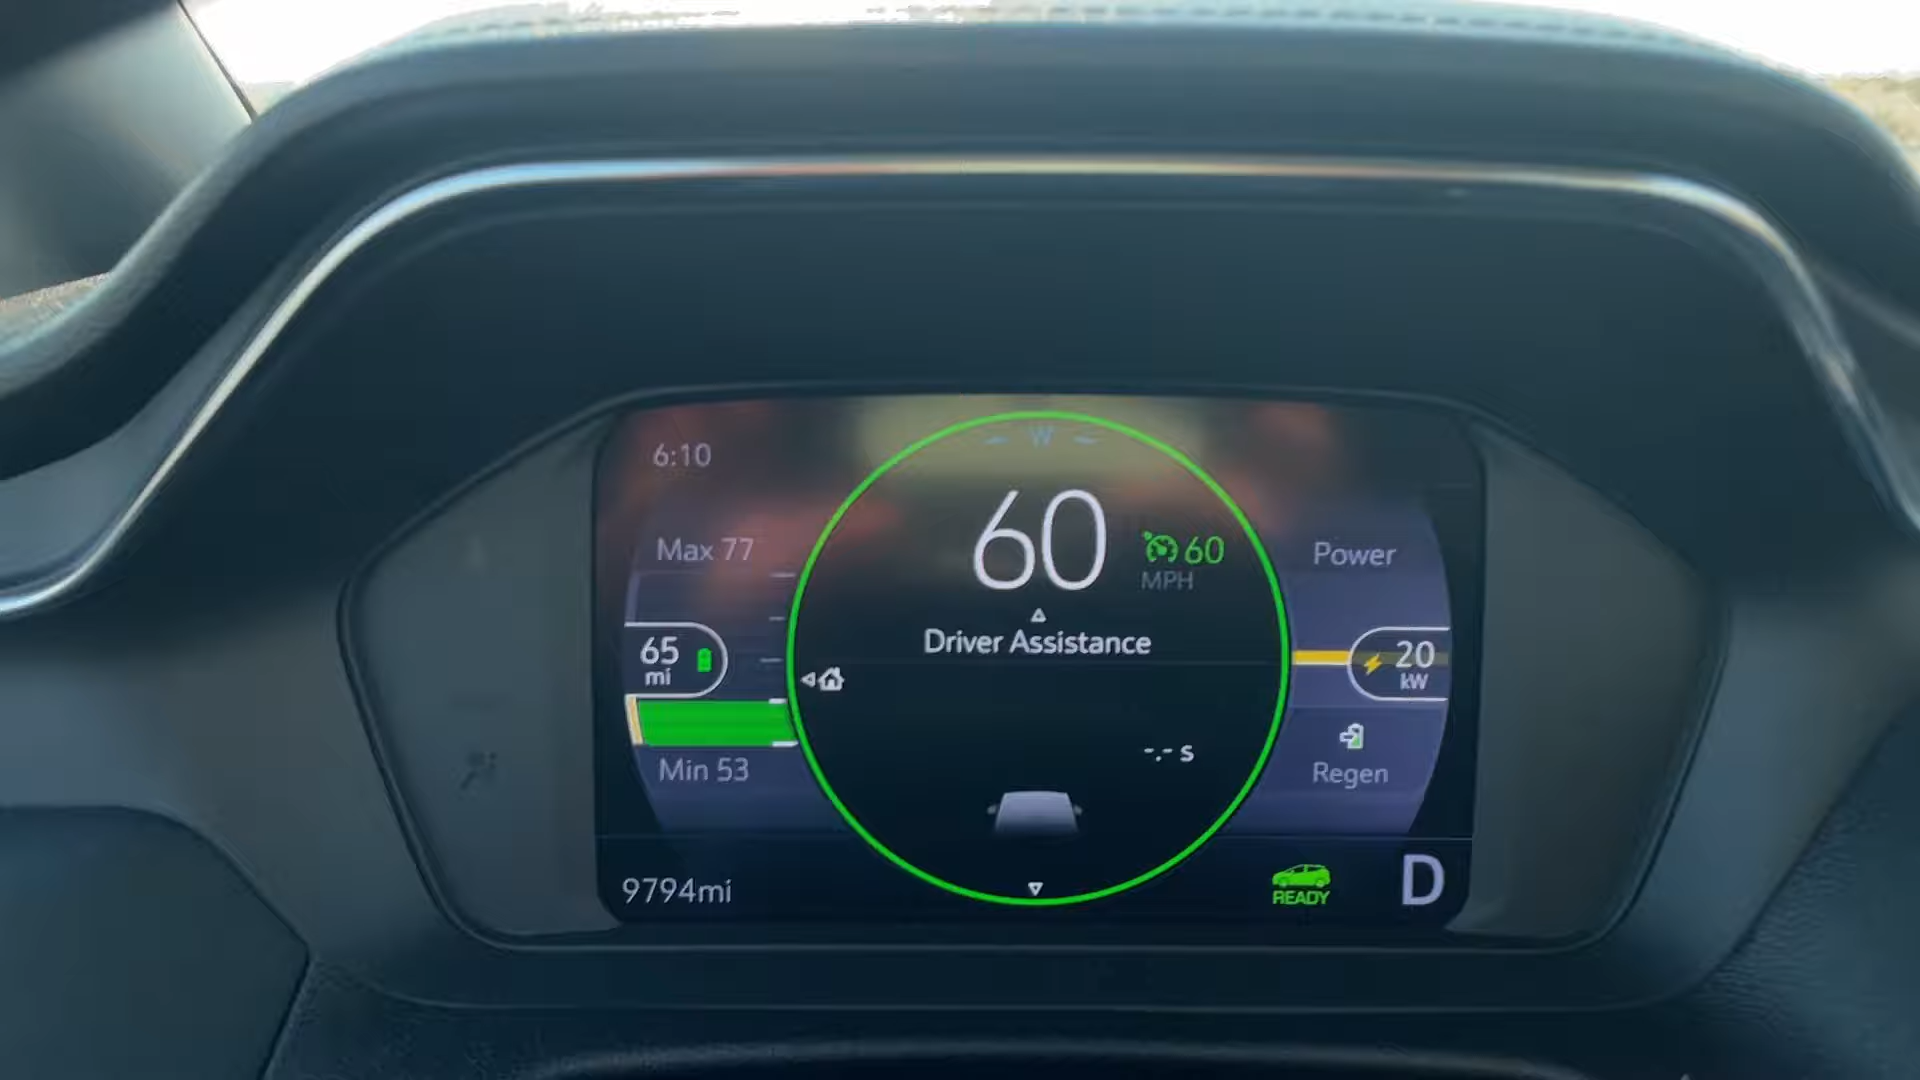 W
6:10
60
60
MPH
Max 77
Power
Driver Assistance
65
mi
20
kW
-.- s
Min 53
Regen
9794mi
READY
D